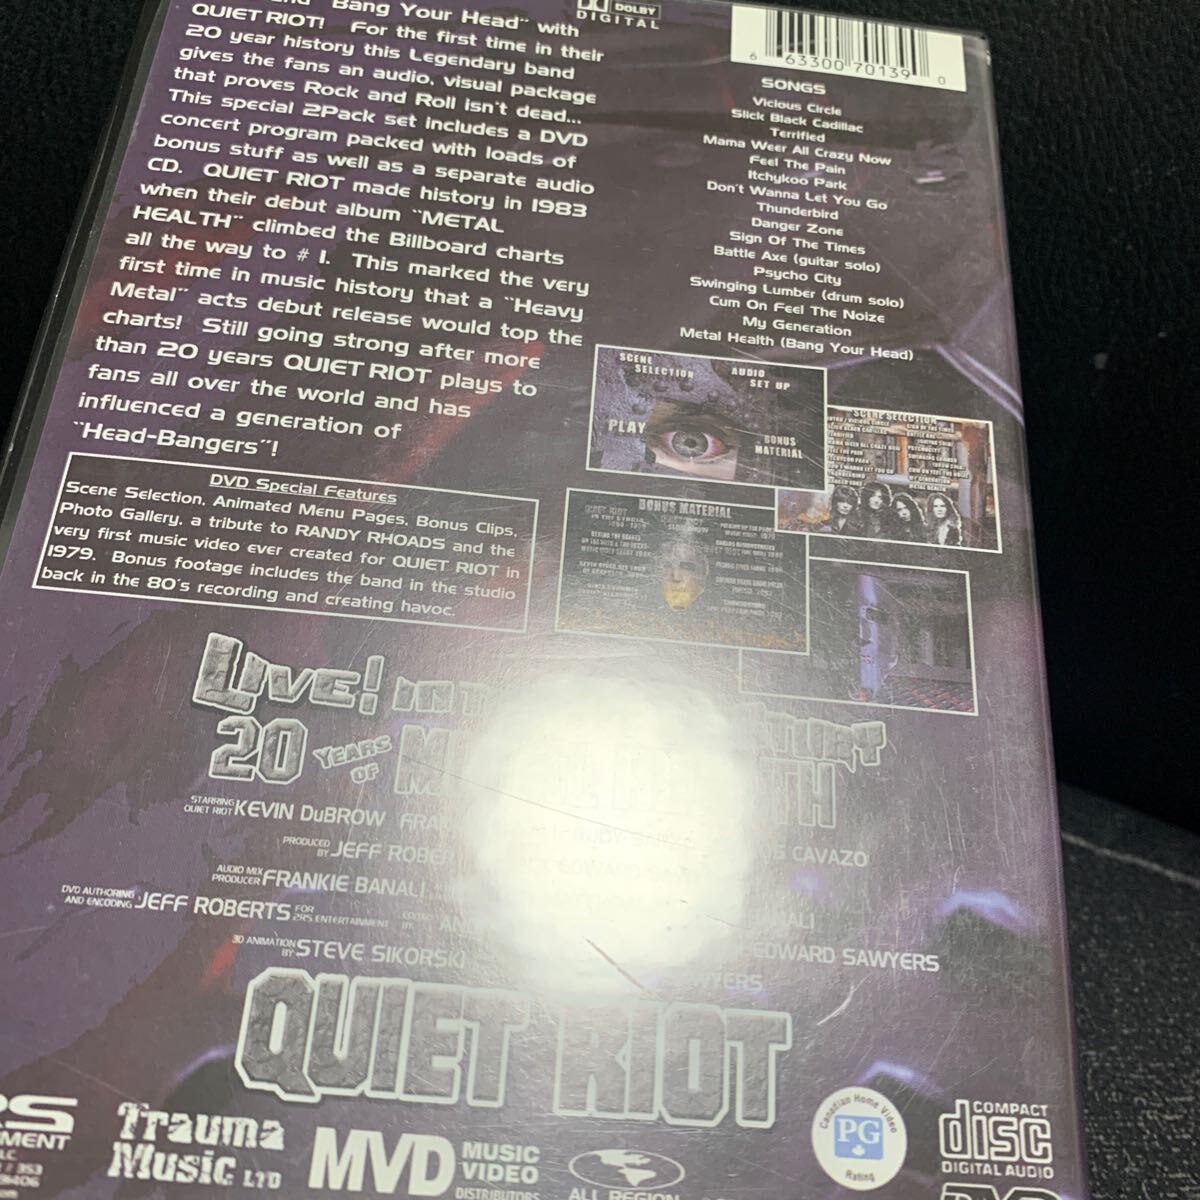 "Bang Your Head" with
QUIET RIOT! For the first time in their
20 year history this Legendary band
gives the fans an audio, visual package
that proves Rock and Roll isn't dead...
This special 2Pack set includes a DVD
concert program packed with loads of
bonus stuff as well as a separate audio
CD. QUIET RIOT made history in 1983
when their debut album "METAL
HEALTH" climbed the Billboard charts
all the way to # 1. This marked the very
first time in music history that a "Heavy
Metal" acts debut release would top the
charts! Still going strong after more
than 20 years QUIET RIOT plays to
fans all over the world and has
influenced a generation of
"Head-Bangers"!
DVD Special Features
Scene Selection, Animated Menu Pages, Bonus Clips,
Photo Gallery, a tribute to RANDY RHOADS and the
very first music video ever created for QUIET RIOT in
1979. Bonus footage includes the band in the studio
back in the 80's recording and creating havoc.
DOLBY
DIGITAL
6 63300 70139 0
SONGS
Vicious Circle
Slick Black Cadillac
Terrified
Mama Weer All Crazy Now
Feel The Pain
Itchykoo Park
Don't Wanna Let You Go
Thunderbird
Danger Zone
Sign Of The Times
Battle Axe (guitar solo)
Psycho City
Swinging Lumber (drum solo)
Cum On Feel The Noize
My Generation
Metal Health (Bang Your Head)
SCENE
SELECTION
AUDIO
SET UP
PLAY
BONUS
MATERIAL
SCENE SELECTION
BONUS MATERIAL
LIVE! IN
20 YEARS OF
STARRING QUIET RIOT KEVIN DuBROW
CAVAZO
PRODUCED BY JEFF
AUDIO MIX PRODUCER FRANKIE BANALI
DVD AUTHORING AND ENCODING JEFF ROBERTS FOR 2RS ENTERTAINMENT
3D ANIMATION BY STEVE SIKORSKI
EDWARD SAWYERS
QUIET RIOT
Trauma
Music LTD
MVD MUSIC
VIDEO
DISTRIBUTORS
ALL REGION
Canadian Home Video
PG
Rating
COMPACT
disc
DIGITAL AUDIO